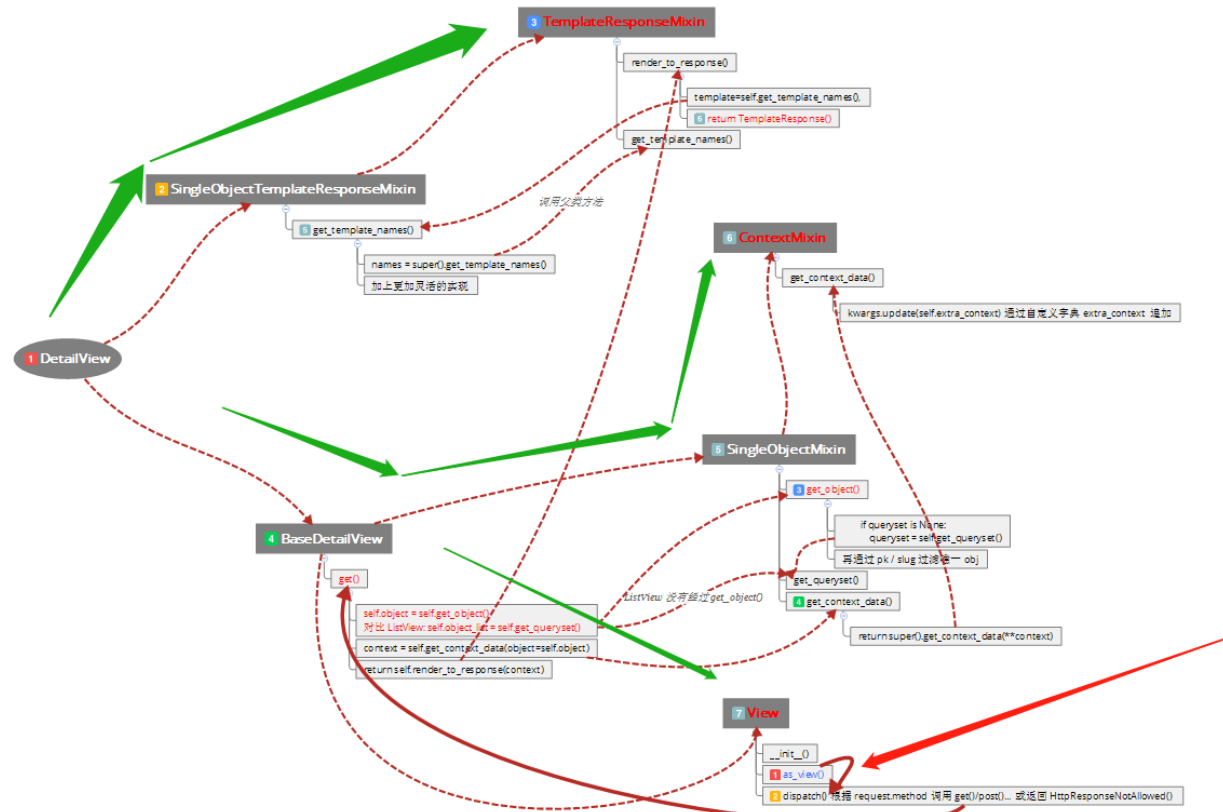 3 TemplateResponseMixin
render_to_response()
template=self.get_template_names(),
6 return TemplateResponse()
get_template_names()
2 SingleObjectTemplateResponseMixin
调用父类方法
5 get_template_names()
names = super().get_template_names()
加上更加灵活的实现
6 ContextMixin
get_context_data()
kwargs.update(self.extra_context) 通过自定义字典 extra_context 追加
1 DetailView
5 SingleObjectMixin
3 get_object()
if queryset is None:
queryset = self.get_queryset()
再通过 pk / slug 过滤唯一 obj
get_queryset()
4 get_context_data()
return super().get_context_data(**context)
4 BaseDetailView
get()
ListView 没有经过 get_object()
self.object = self.get_object()
对比 ListView: self.object_list = self.get_queryset()
context = self.get_context_data(object=self.object)
return self.render_to_response(context)
7 View
__init__()
1 as_view()
2 dispatch() 根据 request.method 调用 get()/post()... 或返回 HttpResponseNotAllowed()